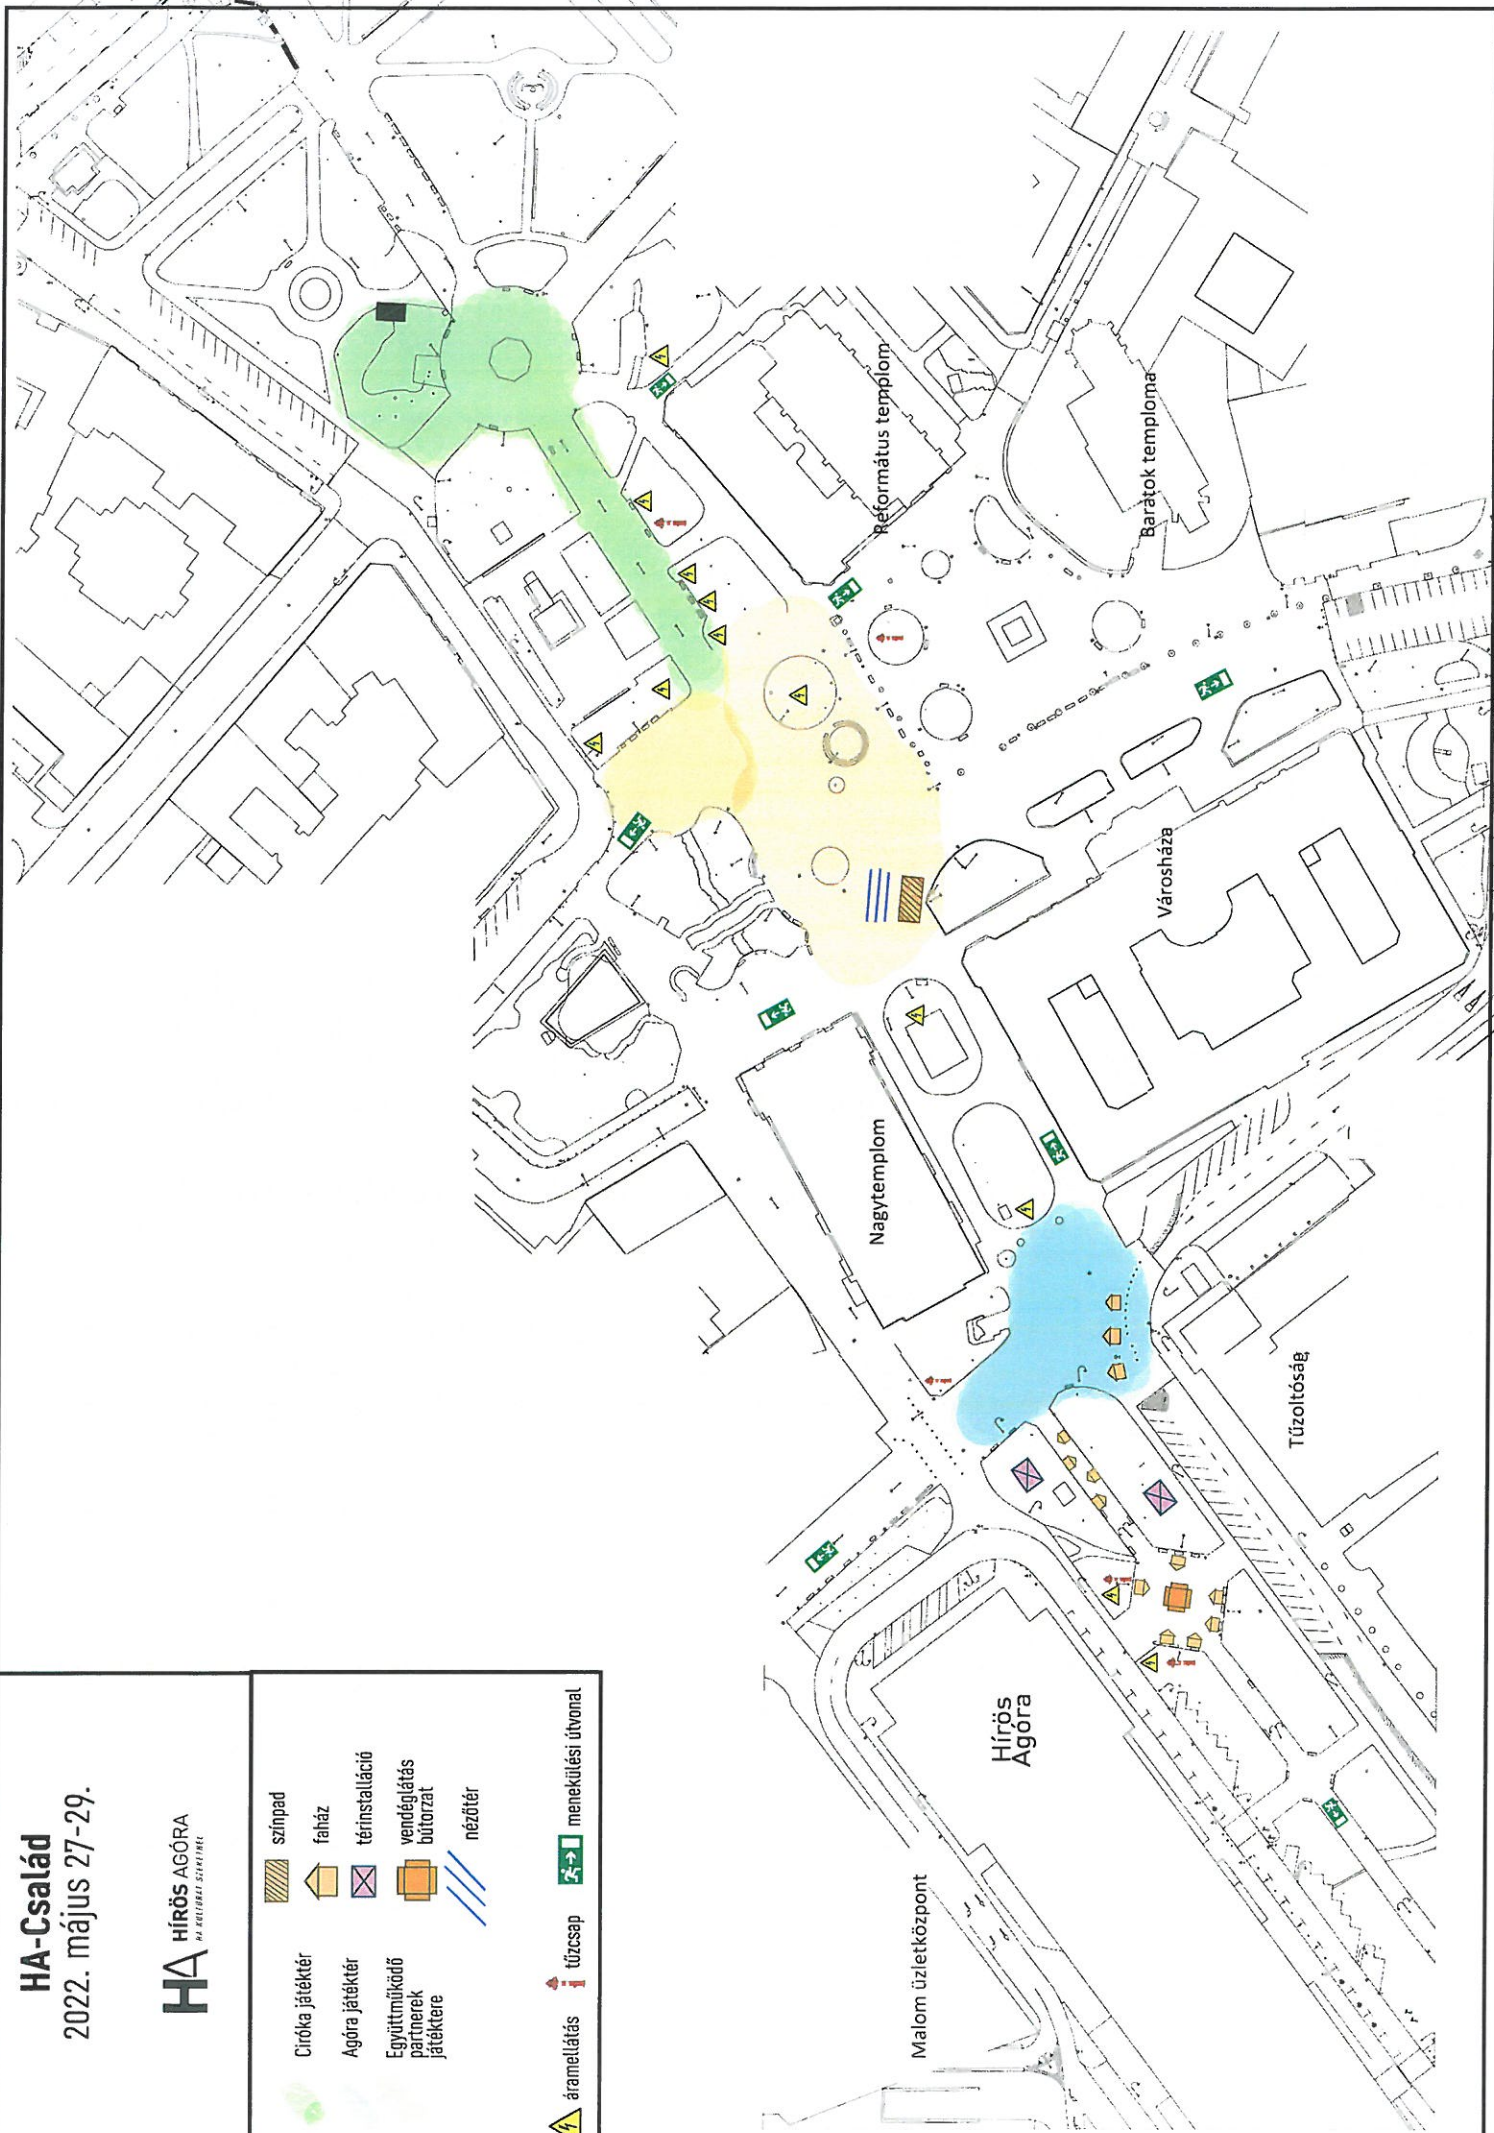 HA-Család
2022. május 27-29.
HA HÍRÖS AGÓRA
Ciróka játéktér
Agóra játéktér
Együttműködő
partnerek
játéktere
színpad
faház
térinstalláció
vendéglátás
bútorzat
nézőtér
áramellátás
tűzcsap
menekülési útvonal
Református templom
Barátok temploma
Városháza
Nagytemplom
Tűzoltóság
Hírös
Agóra
Malom üzletközpont